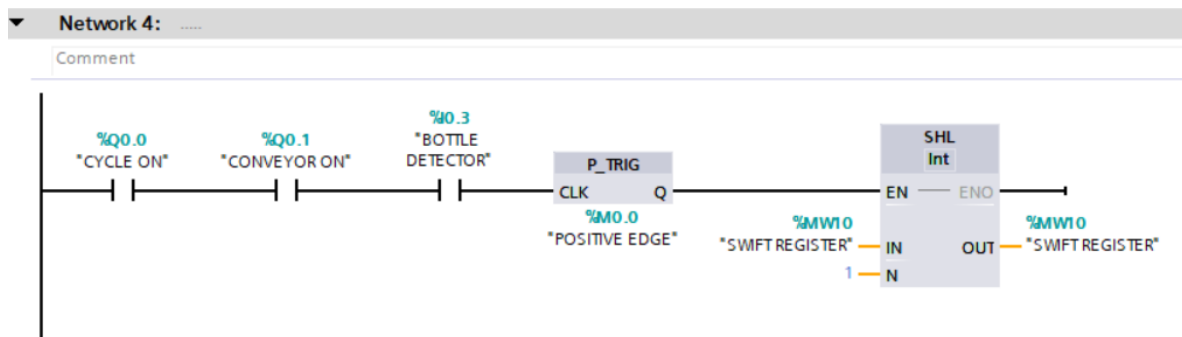 Network 4: .....
Comment
%Q0.0
"CYCLE ON"
%Q0.1
"CONVEYOR ON"
%I0.3
"BOTTLE
DETECTOR"
P_TRIG
CLK Q
%M0.0
"POSITIVE EDGE"
SHL
Int
EN ENO
%MW10
"SWIFT REGISTER" IN
1 N
OUT
%MW10
"SWIFT REGISTER"